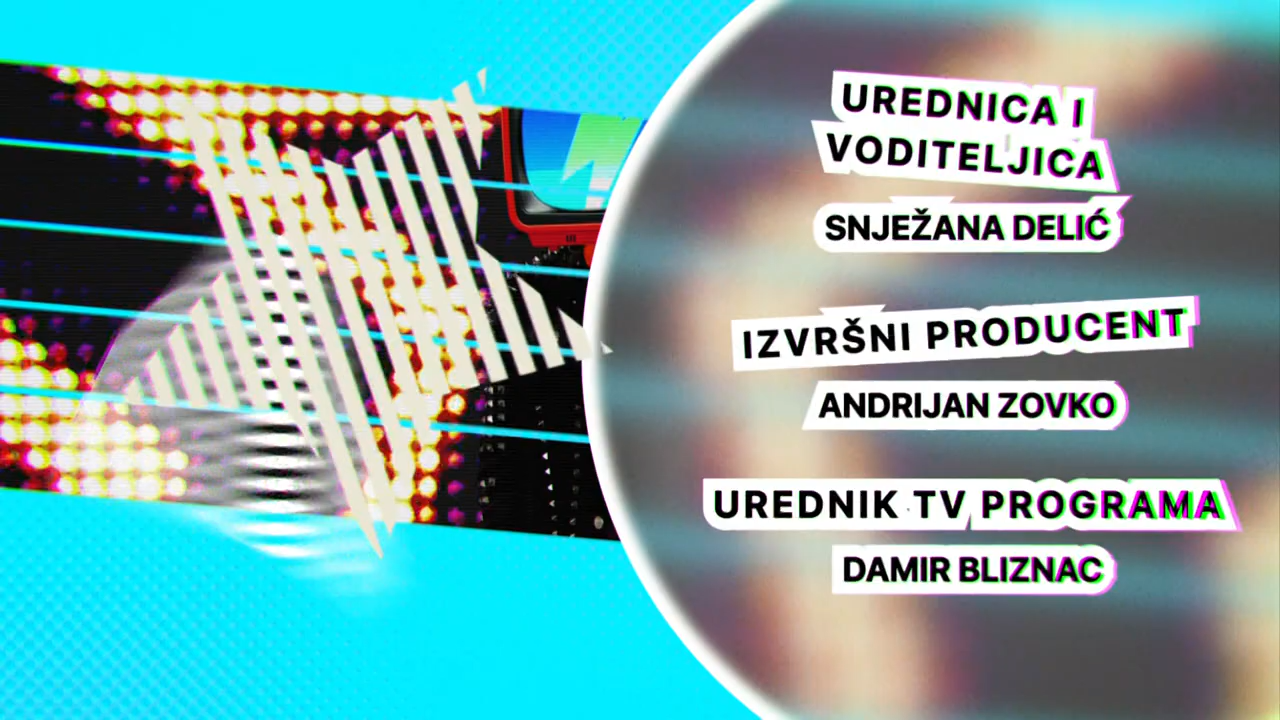 UREDNICA I
VODITELJICA
SNJEŽANA DELIĆ
IZVRŠNI PRODUCENT
ANDRIJAN ZOVKO
UREDNIK TV PROGRAMA
DAMIR BLIZNAC